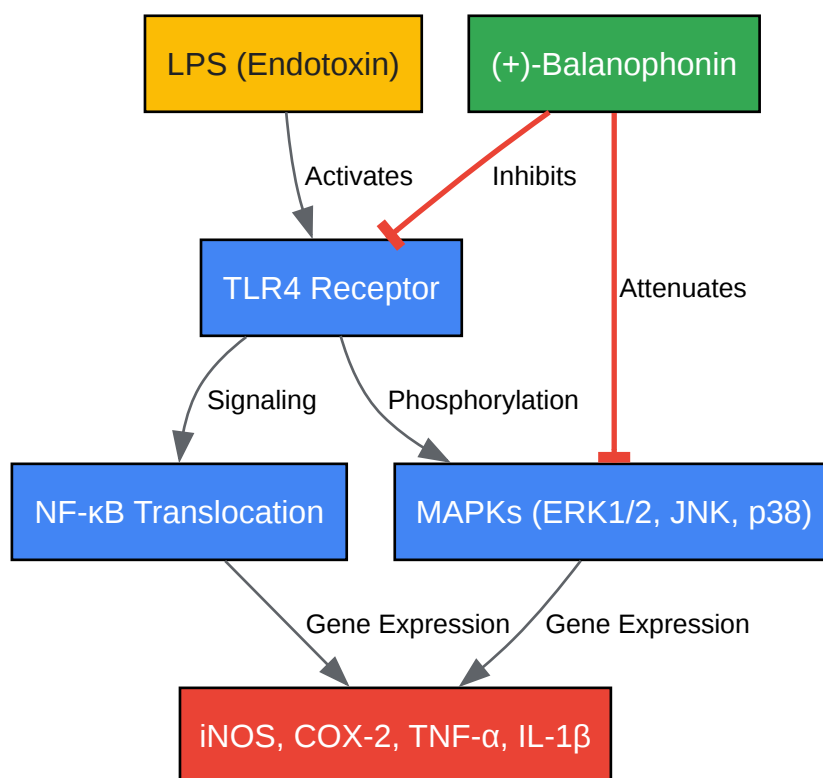 LPS (Endotoxin)
(+)-Balanophonin
Activates
Inhibits
TLR4 Receptor
Attenuates
Signaling
Phosphorylation
NF-κB Translocation
MAPKs (ERK1/2, JNK, p38)
Gene Expression
Gene Expression
iNOS, COX-2, TNF-α, IL-1β